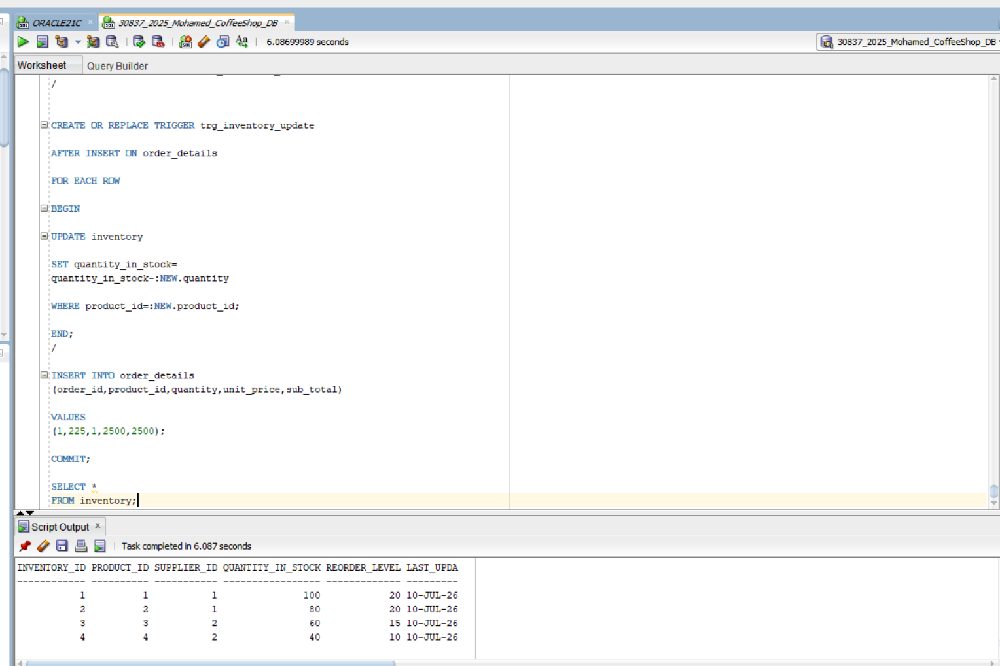 ORACLE21C × 30837_2025_Mohamed_CoffeeShop_DB ×
6.08699989 seconds
30837_2025_Mohamed_CoffeeShop_DB
Worksheet Query Builder
/
CREATE OR REPLACE TRIGGER trg_inventory_update
AFTER INSERT ON order_details
FOR EACH ROW
BEGIN
UPDATE inventory
SET quantity_in_stock=
quantity_in_stock-:NEW.quantity
WHERE product_id=:NEW.product_id;
END;
/
INSERT INTO order_details
(order_id,product_id,quantity,unit_price,sub_total)
VALUES
(1,225,1,2500,2500);
COMMIT;
SELECT *
FROM inventory;
Script Output ×
Task completed in 6.087 seconds
INVENTORY_ID PRODUCT_ID SUPPLIER_ID QUANTITY_IN_STOCK REORDER_LEVEL LAST_UPDA
------------ ---------- ----------- ----------------- ------------- ---------
1 1 1 100 20 10-JUL-26
2 2 1 80 20 10-JUL-26
3 3 2 60 15 10-JUL-26
4 4 2 40 10 10-JUL-26